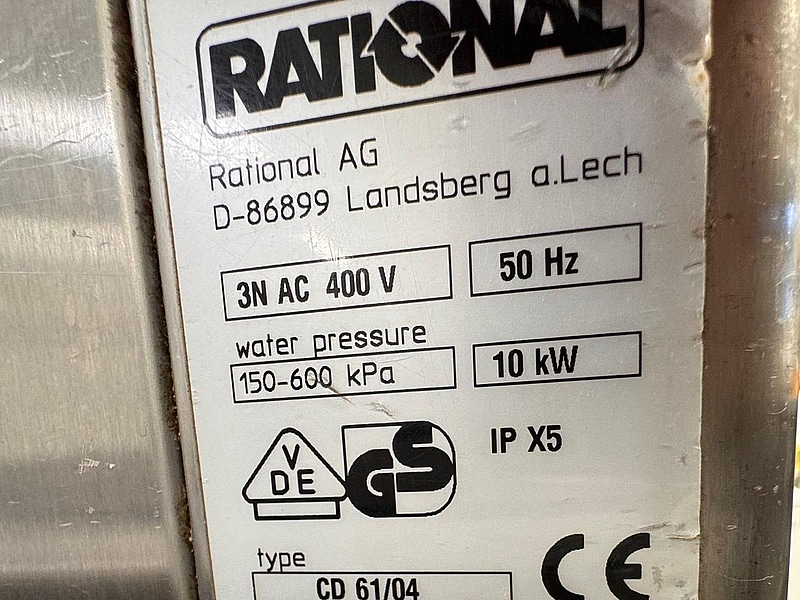 RATIONAL
Rational AG
D-86899 Landsberg a.Lech
3N AC 400 V
50 Hz
water pressure
150-600 kPa
10 kW
VDE
GS
IP X5
type
CD 61/04
CE